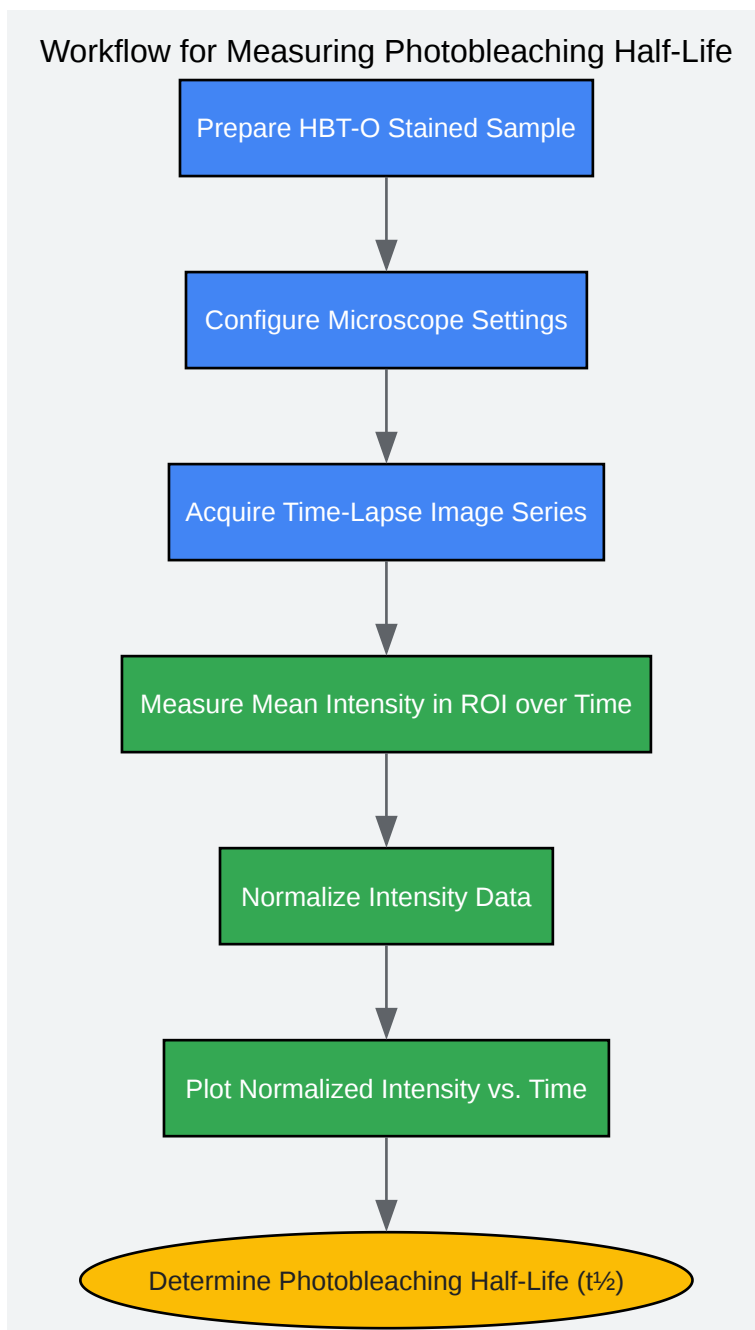 Workflow for Measuring Photobleaching Half-Life
Prepare HBT-O Stained Sample
Configure Microscope Settings
Acquire Time-Lapse Image Series
Measure Mean Intensity in ROI over Time
Normalize Intensity Data
Plot Normalized Intensity vs. Time
Determine Photobleaching Half-Life (t½)